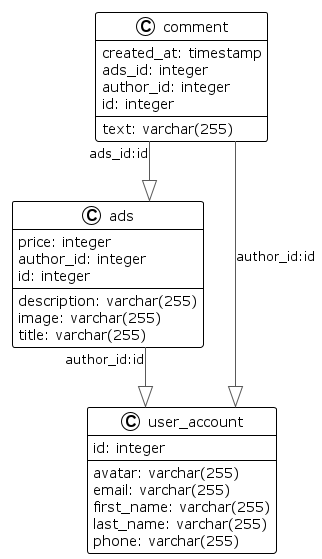 C comment
created_at: timestamp
ads_id: integer
author_id: integer
id: integer
text: varchar(255)
ads_id:id
C ads
price: integer
author_id: integer
id: integer
description: varchar(255)
image: varchar(255)
title: varchar(255)
author_id:id
author_id:id
C user_account
id: integer
avatar: varchar(255)
email: varchar(255)
first_name: varchar(255)
last_name: varchar(255)
phone: varchar(255)